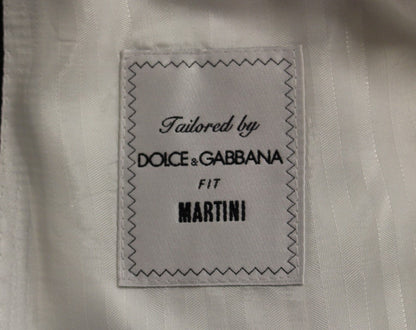 Tailored by
DOLCE & GABBANA
FIT
MARTINI